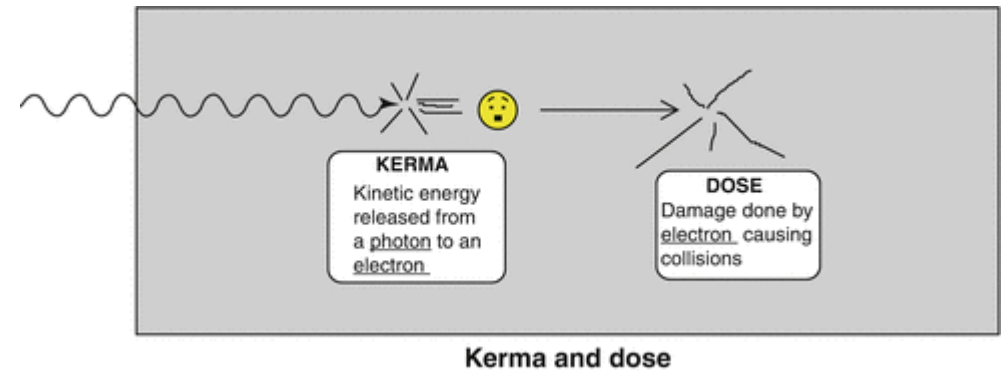 KERMA
Kinetic energy
released from
a photon to an
electron
DOSE
Damage done by
electron causing
collisions
Kerma and dose